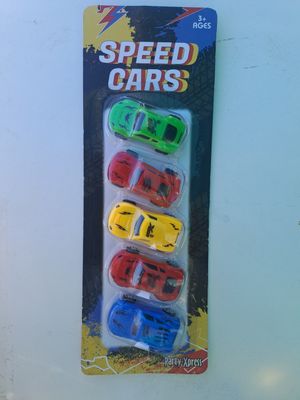 3+
AGES
SPEED
CARS
Party Xpress